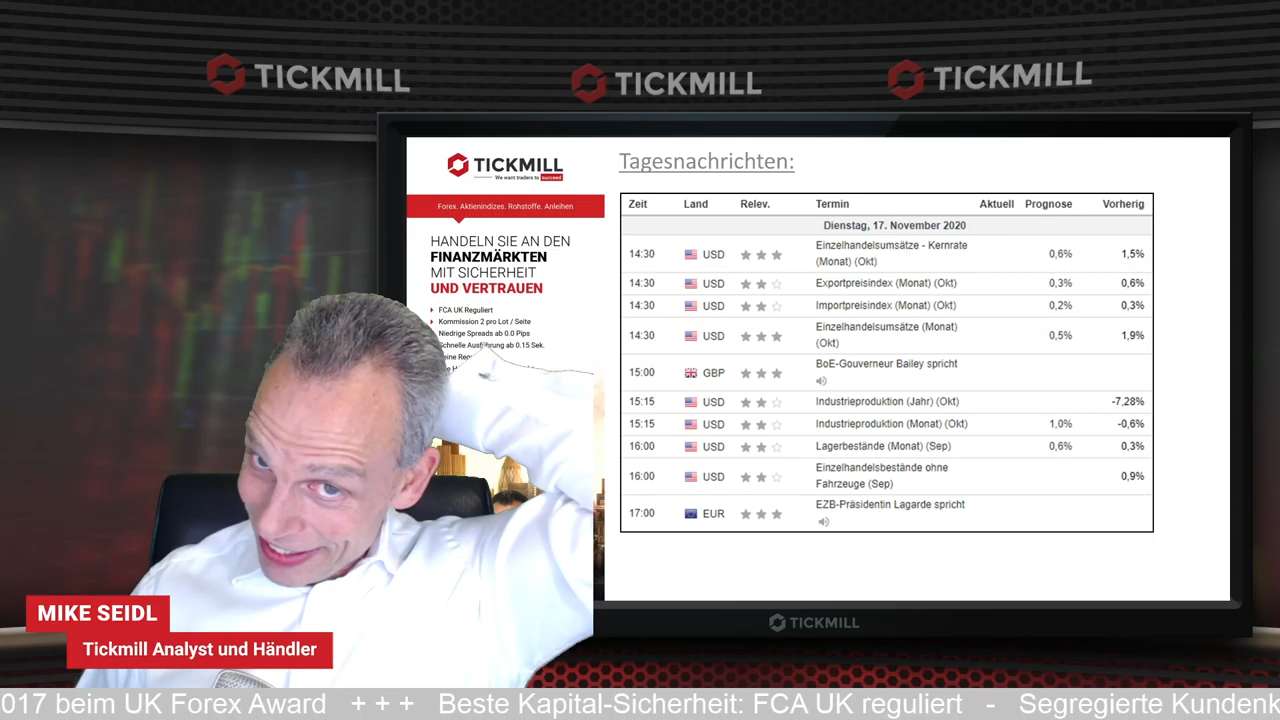 TICKMILL
TICKMILL
TICKMILL
TICKMILL
We want traders to succeed
Forex. Aktienindizes. Rohstoffe. Anleihen
HANDELN SIE AN DEN
FINANZMÄRKTEN
MIT SICHERHEIT
UND VERTRAUEN
FCA UK Reguliert
Kommission 2 pro Lot / Seite
Niedrige Spreads ab 0.0 Pips
Schnelle Ausführung ab 0.15 Sek.
Tagesnachrichten:
Zeit Land Relev. Termin Aktuell Prognose Vorherig
Dienstag, 17. November 2020
14:30 USD Einzelhandelsumsätze - Kernrate
(Monat) (Okt) 0,6% 1,5%
14:30 USD Exportpreisindex (Monat) (Okt) 0,3% 0,6%
14:30 USD Importpreisindex (Monat) (Okt) 0,2% 0,3%
14:30 USD Einzelhandelsumsätze (Monat)
(Okt) 0,5% 1,9%
15:00 GBP BoE-Gouverneur Bailey spricht
15:15 USD Industrieproduktion (Jahr) (Okt) -7,28%
15:15 USD Industrieproduktion (Monat) (Okt) 1,0% -0,6%
16:00 USD Lagerbestände (Monat) (Sep) 0,6% 0,3%
16:00 USD Einzelhandelsbestände ohne
Fahrzeuge (Sep) 0,9%
17:00 EUR EZB-Präsidentin Lagarde spricht
TICKMILL
MIKE SEIDL
Tickmill Analyst und Händler
017 beim UK Forex Award +++ Beste Kapital-Sicherheit: FCA UK reguliert - Segregierte Kundenk